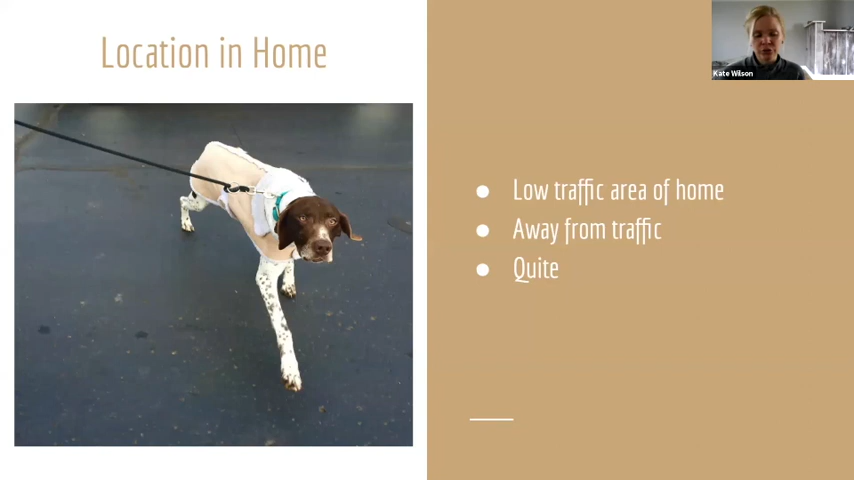 Location in Home
Kate Wilson
Low traffic area of home
Away from traffic
Quite